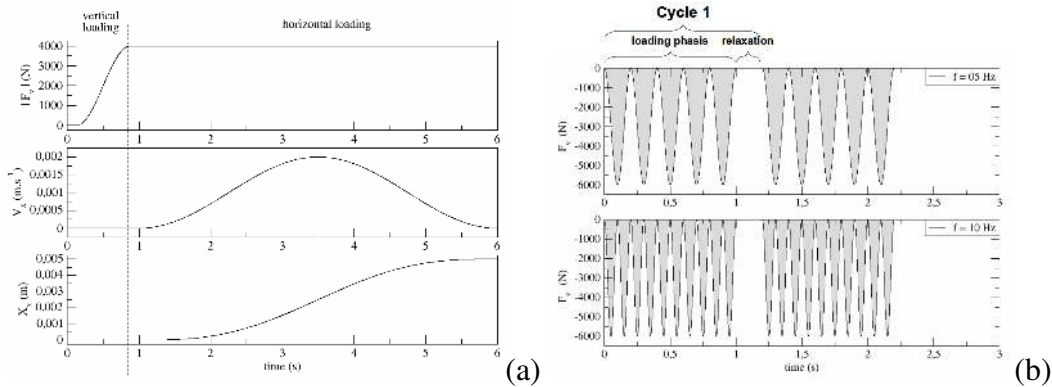 vertical
loading
horizontal loading
4000
3000
2000
1000
0
| F_v | (N)
0 1 2 3 4 5 6
0,002
0,0015
0,001
0,0005
0
V_x (m.s^-1)
0 1 2 3 4 5 6
0,005
0,004
0,003
0,002
0,001
0
X_x (m)
0 1 2 3 4 5 6
time (s)
(a)
Cycle 1
loading phasis relaxation
0
-1000
-2000
-3000
-4000
-5000
-6000
F_v (N)
f = 05 Hz
0 0,5 1 1,5 2 2,5 3
0
-1000
-2000
-3000
-4000
-5000
-6000
F_v (N)
f = 10 Hz
0 0,5 1 1,5 2 2,5 3
time (s)
(b)